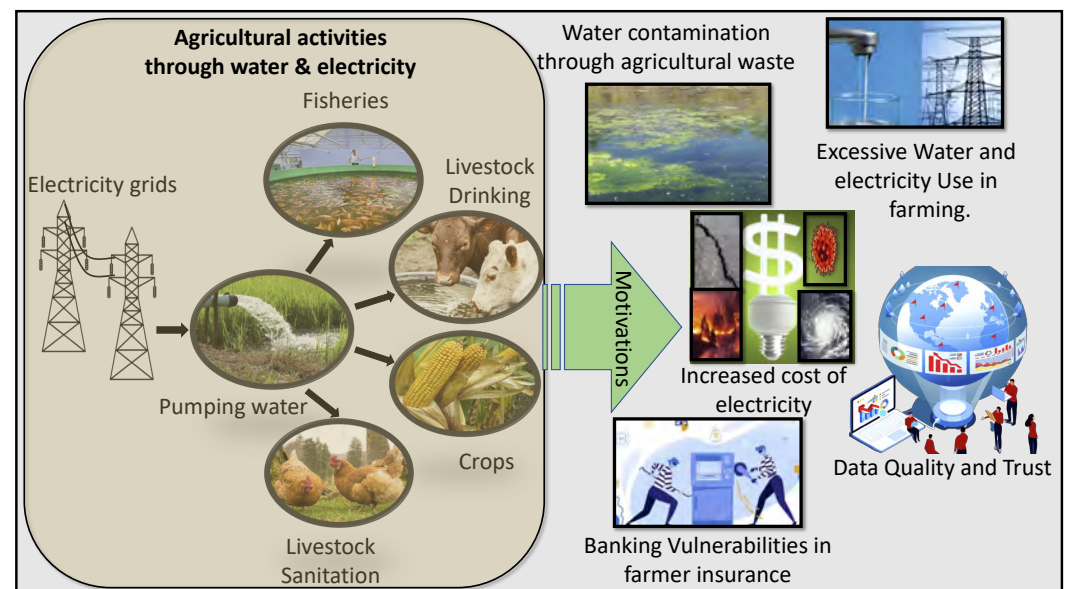 Agricultural activities
through water & electricity
Fisheries
Electricity grids
Livestock
Drinking
Pumping water
Crops
Livestock
Sanitation
Motivations
Water contamination
through agricultural waste
Excessive Water and
electricity Use in
farming.
$
Increased cost of
electricity
Data Quality and Trust
Banking Vulnerabilities in
farmer insurance